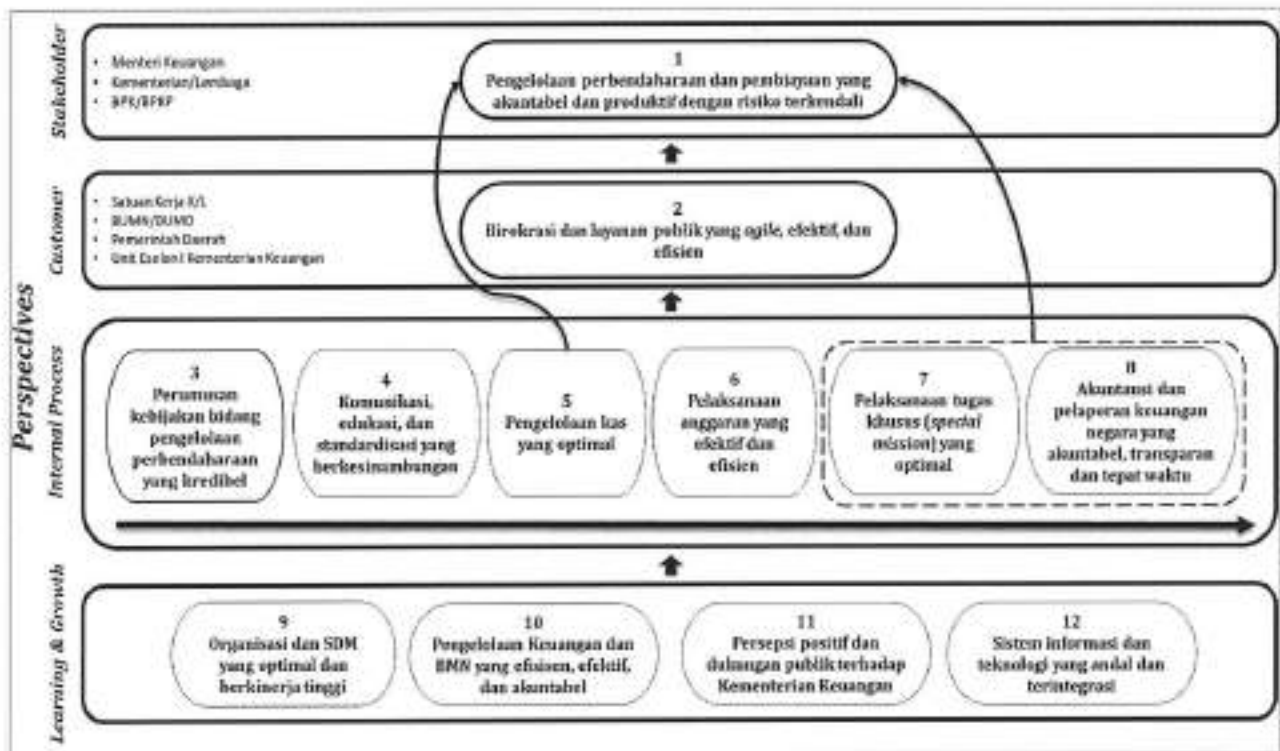 Perspectives
Stakeholder
• Menteri Keuangan
• Kementerian/Lembaga
• BPK/BPKP
1
Pengelolaan perbendaharaan dan pembiayaan yang
akuntabel dan produktif dengan risiko terkendali
Customer
• Satuan Kerja K/L
• BUMN/BUMD
• Pemerintah Daerah
• Unit Eselon I Kementerian Keuangan
2
Birokrasi dan layanan publik yang agile, efektif, dan
efisien
Internal Process
3
Perumusan
kebijakan bidang
pengelolaan
perbendaharaan
yang kredibel
4
Komunikasi,
edukasi, dan
standardisasi yang
berkesinambungan
5
Pengelolaan kas
yang optimal
6
Pelaksanaan
anggaran yang
efektif dan
efisien
7
Pelaksanaan tugas
khusus (special
mission) yang
optimal
8
Akuntansi dan
pelaporan keuangan
negara yang
akuntabel, transparan
dan tepat waktu
Learning & Growth
9
Organisasi dan SDM
yang optimal dan
berkinerja tinggi
10
Pengelolaan Keuangan dan
BMN yang efisisen, efektif,
dan akuntabel
11
Persepsi positif dan
dukungan publik terhadap
Kementerian Keuangan
12
Sistem informasi dan
teknologi yang andal dan
terintegrasi